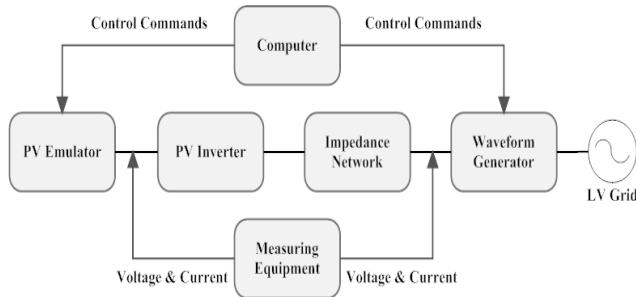 Control Commands
Control Commands
Computer
PV Emulator
PV Inverter
Impedance
Network
Waveform
Generator
LV Grid
Measuring
Equipment
Voltage & Current
Voltage & Current